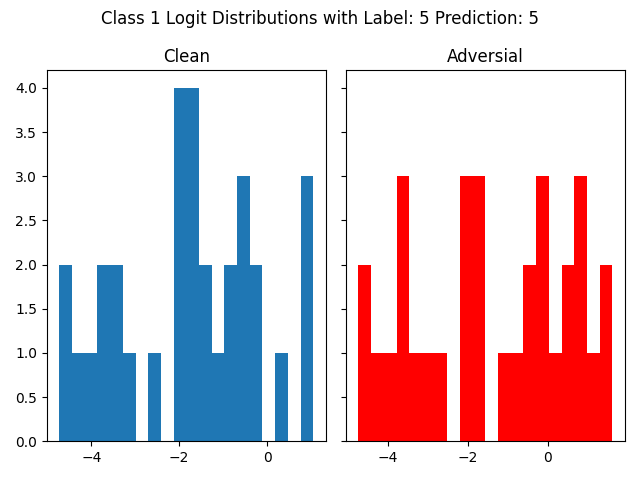 Class 1 Logit Distributions with Label: 5 Prediction: 5
Clean
Adversial
4.0
3.5
3.0
2.5
2.0
1.5
1.0
0.5
0.0
−4 −2 0
−4 −2 0